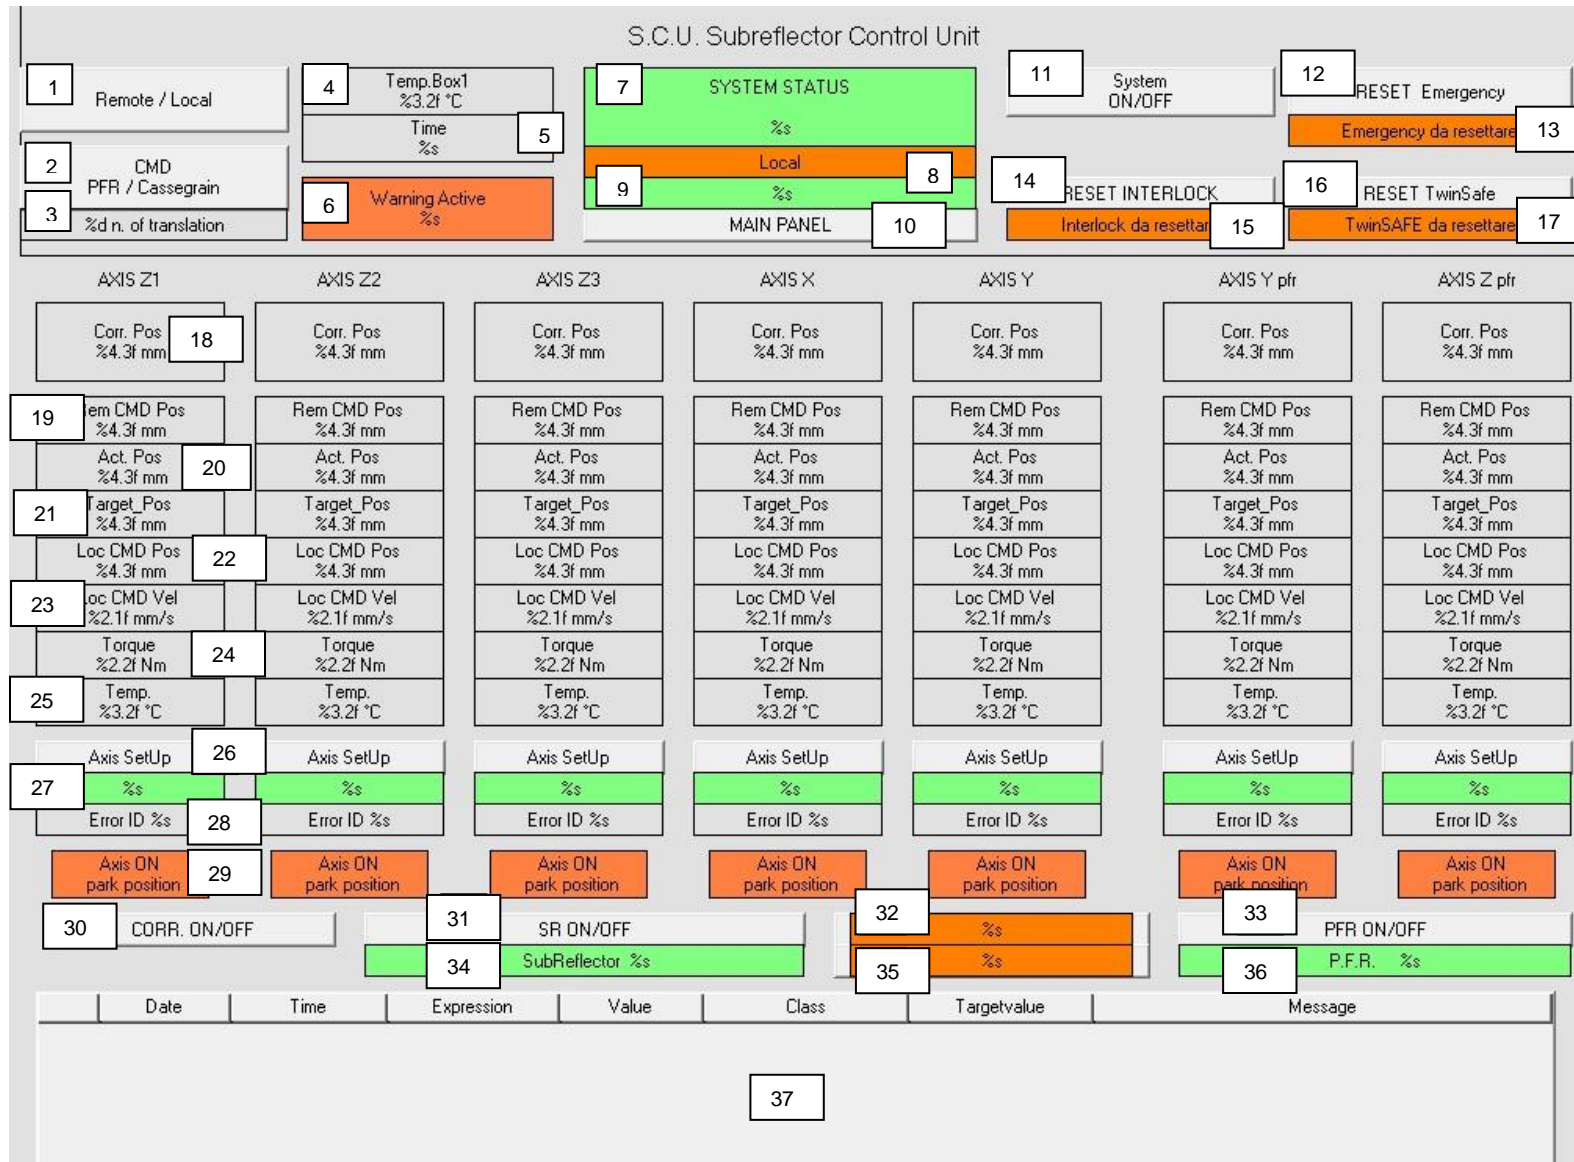 S.C.U. Subreflector Control Unit
1
Remote / Local
2
CMD
PFR / Cassegrain
3
%d n. of translation
4
Temp.Box1
%3.2f °C
Time
%s
5
6
Warning Active
%s
7
SYSTEM STATUS
%s
Local
8
9
%s
MAIN PANEL
10
11
System
ON/OFF
12
RESET Emergency
Emergency da resettare
13
14
RESET INTERLOCK
Interlock da resettar
15
16
RESET TwinSafe
TwinSAFE da resettare
17
AXIS Z1 AXIS Z2 AXIS Z3 AXIS X AXIS Y AXIS Y pfr AXIS Z pfr
Corr. Pos Corr. Pos Corr. Pos Corr. Pos Corr. Pos Corr. Pos Corr. Pos
%4.3f mm 18 %4.3f mm %4.3f mm %4.3f mm %4.3f mm %4.3f mm %4.3f mm
19 em CMD Pos Rem CMD Pos Rem CMD Pos Rem CMD Pos Rem CMD Pos Rem CMD Pos Rem CMD Pos
%4.3f mm %4.3f mm %4.3f mm %4.3f mm %4.3f mm %4.3f mm %4.3f mm
Act. Pos Act. Pos Act. Pos Act. Pos Act. Pos Act. Pos Act. Pos
%4.3f mm 20 %4.3f mm %4.3f mm %4.3f mm %4.3f mm %4.3f mm %4.3f mm
21 Target_Pos Target_Pos Target_Pos Target_Pos Target_Pos Target_Pos Target_Pos
%4.3f mm %4.3f mm %4.3f mm %4.3f mm %4.3f mm %4.3f mm %4.3f mm
Loc CMD Pos 22 Loc CMD Pos Loc CMD Pos Loc CMD Pos Loc CMD Pos Loc CMD Pos Loc CMD Pos
%4.3f mm %4.3f mm %4.3f mm %4.3f mm %4.3f mm %4.3f mm %4.3f mm
23 oc CMD Vel Loc CMD Vel Loc CMD Vel Loc CMD Vel Loc CMD Vel Loc CMD Vel Loc CMD Vel
%2.1f mm/s %2.1f mm/s %2.1f mm/s %2.1f mm/s %2.1f mm/s %2.1f mm/s %2.1f mm/s
Torque 24 Torque Torque Torque Torque Torque Torque
%2.2f Nm %2.2f Nm %2.2f Nm %2.2f Nm %2.2f Nm %2.2f Nm %2.2f Nm
25 Temp. Temp. Temp. Temp. Temp. Temp. Temp.
%3.2f °C %3.2f °C %3.2f °C %3.2f °C %3.2f °C %3.2f °C %3.2f °C
Axis SetUp 26 Axis SetUp Axis SetUp Axis SetUp Axis SetUp Axis SetUp Axis SetUp
27 %s %s %s %s %s %s %s
Error ID %s 28 Error ID %s Error ID %s Error ID %s Error ID %s Error ID %s Error ID %s
Axis ON 29 Axis ON Axis ON Axis ON Axis ON Axis ON Axis ON
park position park position park position park position park position park position park position
30 CORR. ON/OFF
31 SR ON/OFF
32 %s
33 PFR ON/OFF
34 SubReflector %s
35 %s
36 P.F.R. %s
Date Time Expression Value Class Targetvalue Message
37